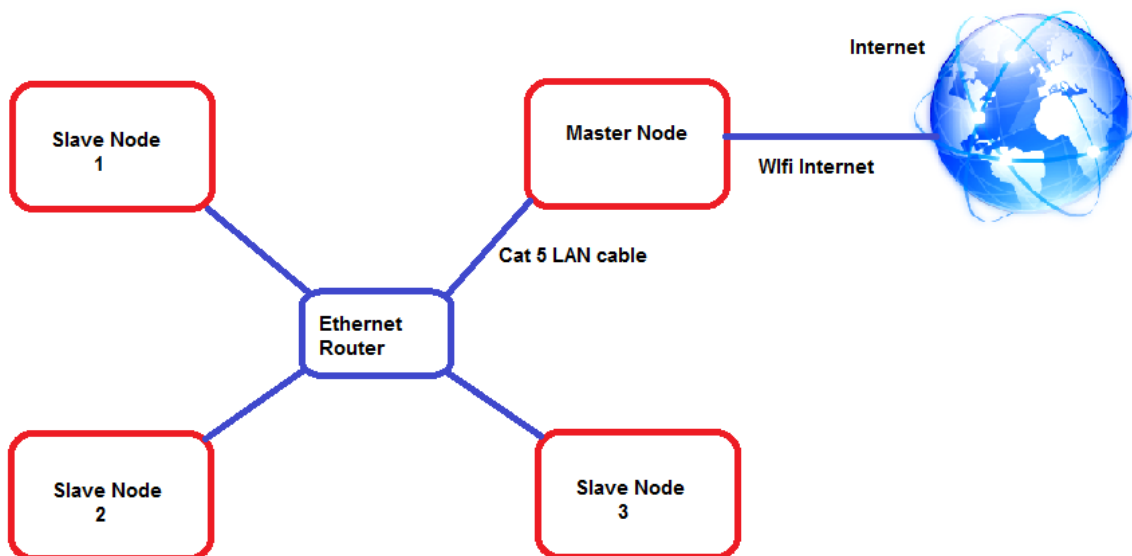 Internet
Slave Node
1
Master Node
WIfi Internet
Cat 5 LAN cable
Ethernet
Router
Slave Node
2
Slave Node
3